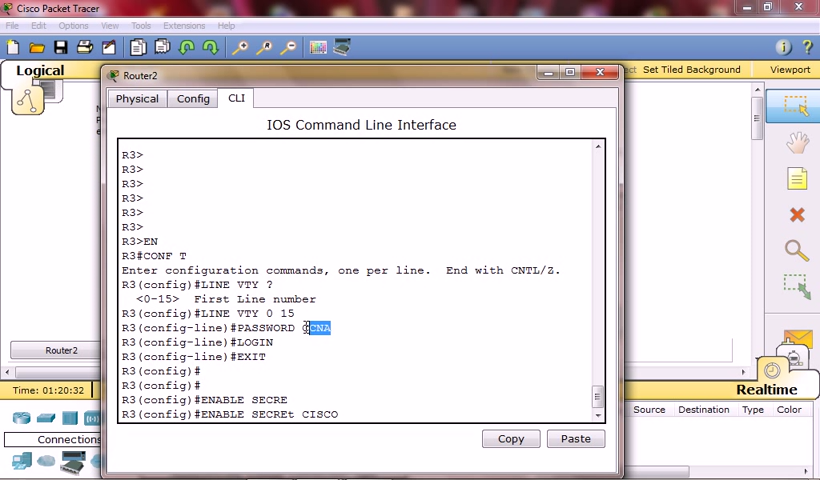 Cisco Packet Tracer
File Edit Options View Tools Extensions Help
Logical
Set Tiled Background
Viewport
Router2
Physical
Config
CLI
IOS Command Line Interface
R3>
R3>
R3>
R3>
R3>
R3>
R3>EN
R3#CONF T
Enter configuration commands, one per line. End with CNTL/Z.
R3(config)#LINE VTY ?
<0-15> First Line number
R3(config)#LINE VTY 0 15
R3(config-line)#PASSWORD CCNA
R3(config-line)#LOGIN
R3(config-line)#EXIT
R3(config)#
R3(config)#
R3(config)#ENABLE SECRE
R3(config)#ENABLE SECREt CISCO
Copy
Paste
Router2
Time: 01:20:32
Realtime
Source Destination Type Color
Connections